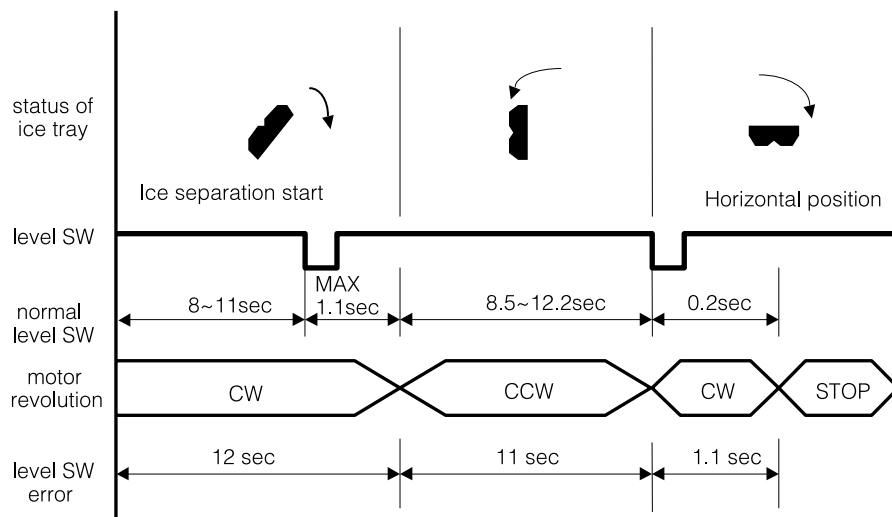 status of
ice tray
Ice separation start
Horizontal position
level SW
normal
level SW
8~11sec
MAX
1.1sec
8.5~12.2sec
0.2sec
motor
revolution
CW
CCW
CW
STOP
level SW
error
12 sec
11 sec
1.1 sec